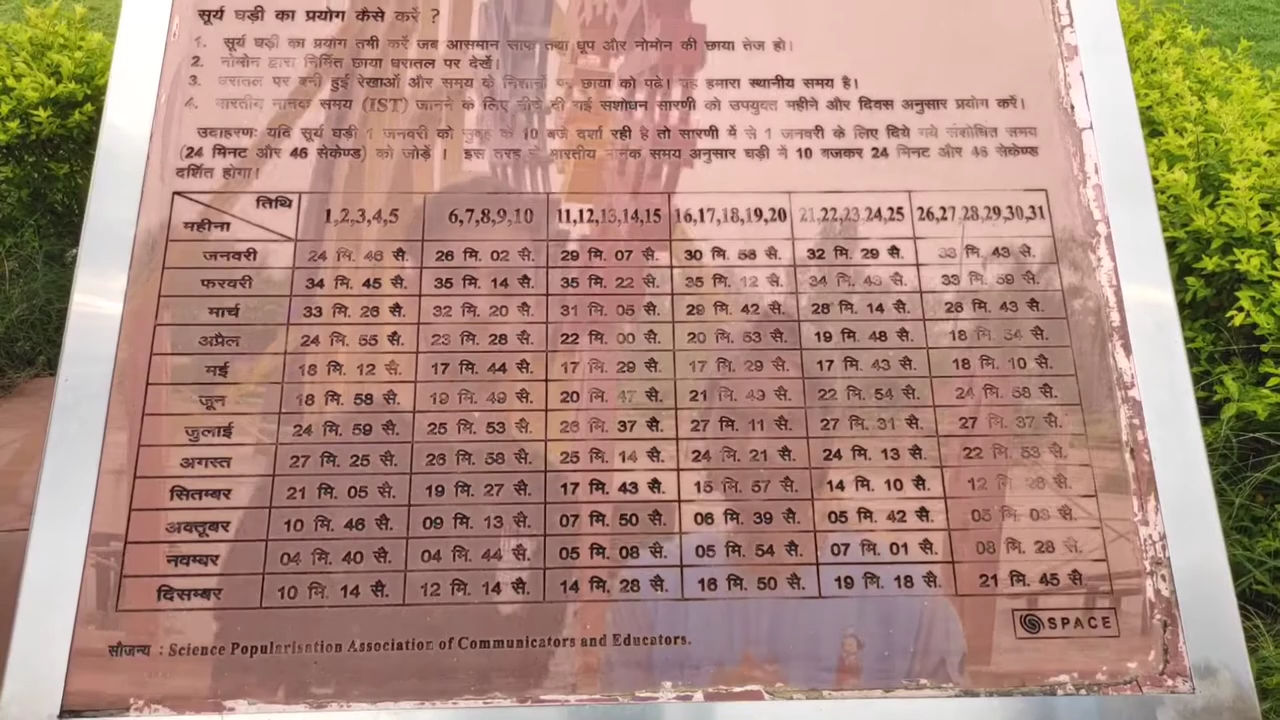 सूर्य घड़ी का प्रयोग कैसे करें ?
1. सूर्य घड़ी का प्रयोग तभी करें जब आसमान साफ तथा धूप और नोमोन की छाया तेज हो।
2. नोमोन द्वारा निर्मित छाया धरातल पर देखें।
3. धरातल पर बनी हुई रेखाओं और समय के निशानों पर छाया को पढे। यह हमारा स्थानीय समय है।
4. भारतीय मानक समय (IST) जानने के लिए नीचे दी गई संशोधन सारणी को उपयुक्त महीने और दिवस अनुसार प्रयोग करें।
उदाहरणः यदि सूर्य घड़ी 1 जनवरी को सुबह के 10 बजे दर्शा रही है तो सारणी में से 1 जनवरी के लिए दिये गये संशोधित समय
(24 मिनट और 46 सेकेण्ड) को जोड़ें । इस तरह से भारतीय मानक समय अनुसार घड़ी में 10 बजकर 24 मिनट और 46 सेकेण्ड
दर्शित होगा।
तिथि
महीना 1,2,3,4,5 6,7,8,9,10 11,12,13,14,15 16,17,18,19,20 21,22,23,24,25 26,27,28,29,30,31
जनवरी 24 मि. 46 सै. 26 मि. 02 सै. 29 मि. 07 सै. 30 मि. 58 सै. 32 मि. 29 सै. 33 मि. 43 सै.
फरवरी 34 मि. 45 सै. 35 मि. 14 सै. 35 मि. 22 सै. 35 मि. 12 सै. 34 मि. 43 सै. 33 मि. 59 सै.
मार्च 33 मि. 26 सै. 32 मि. 20 सै. 31 मि. 05 सै. 29 मि. 42 सै. 28 मि. 14 सै. 26 मि. 43 सै.
अप्रैल 24 मि. 55 सै. 23 मि. 28 सै. 22 मि. 00 सै. 20 मि. 53 सै. 19 मि. 48 सै. 18 मि. 54 सै.
मई 18 मि. 12 सै. 17 मि. 44 सै. 17 मि. 29 सै. 17 मि. 29 सै. 17 मि. 43 सै. 18 मि. 10 सै.
जून 18 मि. 58 सै. 19 मि. 49 सै. 20 मि. 47 सै. 21 मि. 49 सै. 22 मि. 54 सै. 24 मि. 58 सै.
जुलाई 24 मि. 59 सै. 25 मि. 53 सै. 26 मि. 37 सै. 27 मि. 11 सै. 27 मि. 31 सै. 27 मि. 37 सै.
अगस्त 27 मि. 25 सै. 26 मि. 58 सै. 25 मि. 14 सै. 24 मि. 21 सै. 24 मि. 13 सै. 22 मि. 53 सै.
सितम्बर 21 मि. 05 सै. 19 मि. 27 सै. 17 मि. 43 सै. 15 मि. 57 सै. 14 मि. 10 सै. 12 मि. 28 सै.
अक्तूबर 10 मि. 46 सै. 09 मि. 13 सै. 07 मि. 50 सै. 06 मि. 39 सै. 05 मि. 42 सै. 05 मि. 03 सै.
नवम्बर 04 मि. 40 सै. 04 मि. 44 सै. 05 मि. 08 सै. 05 मि. 54 सै. 07 मि. 01 सै. 08 मि. 28 सै.
दिसम्बर 10 मि. 14 सै. 12 मि. 14 सै. 14 मि. 28 सै. 16 मि. 50 सै. 19 मि. 18 सै. 21 मि. 45 सै
SPACE
सौजन्य : Science Popularisation Association of Communicators and Educators.